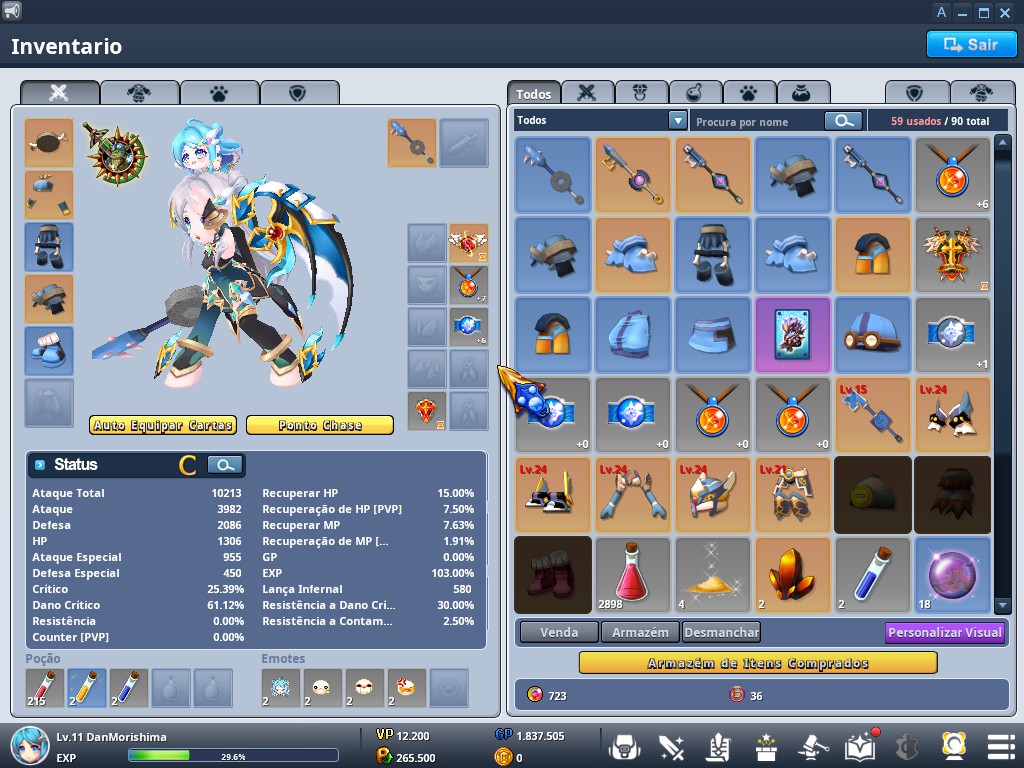 A
Inventario
Sair
Todos
Todos
Procura por nome
59 usados / 90 total
+6
+7
+6
+1
+0
+0
+0
+0
Lv.15
Lv.24
Lv.24
Lv.24
Lv.24
2898
4
2
2
18
Auto Equipar Cartas
Ponto Chase
Status
C
Ataque Total 10213
Ataque 3982
Defesa 2086
HP 1306
Ataque Especial 955
Defesa Especial 450
Crítico 25.39%
Dano Crítico 61.12%
Resistência 0.00%
Counter [PVP] 0.00%
Recuperar HP 15.00%
Recuperação de HP [PVP] 7.50%
Recuperar MP 7.63%
Recuperação de MP [... 1.91%
GP 0.00%
EXP 103.00%
Lança Infernal 580
Resistência a Dano Crí... 30.00%
Resistência a Contam... 2.50%
Poção
215
2
2
Emotes
2
2
2
2
Venda
Armazém
Desmanchar
Personalizar Visual
Armazém de Itens Comprados
723
36
Lv.11 DanMorishima
EXP
29.6%
VP 12.200
265.500
GP 1.837.505
0